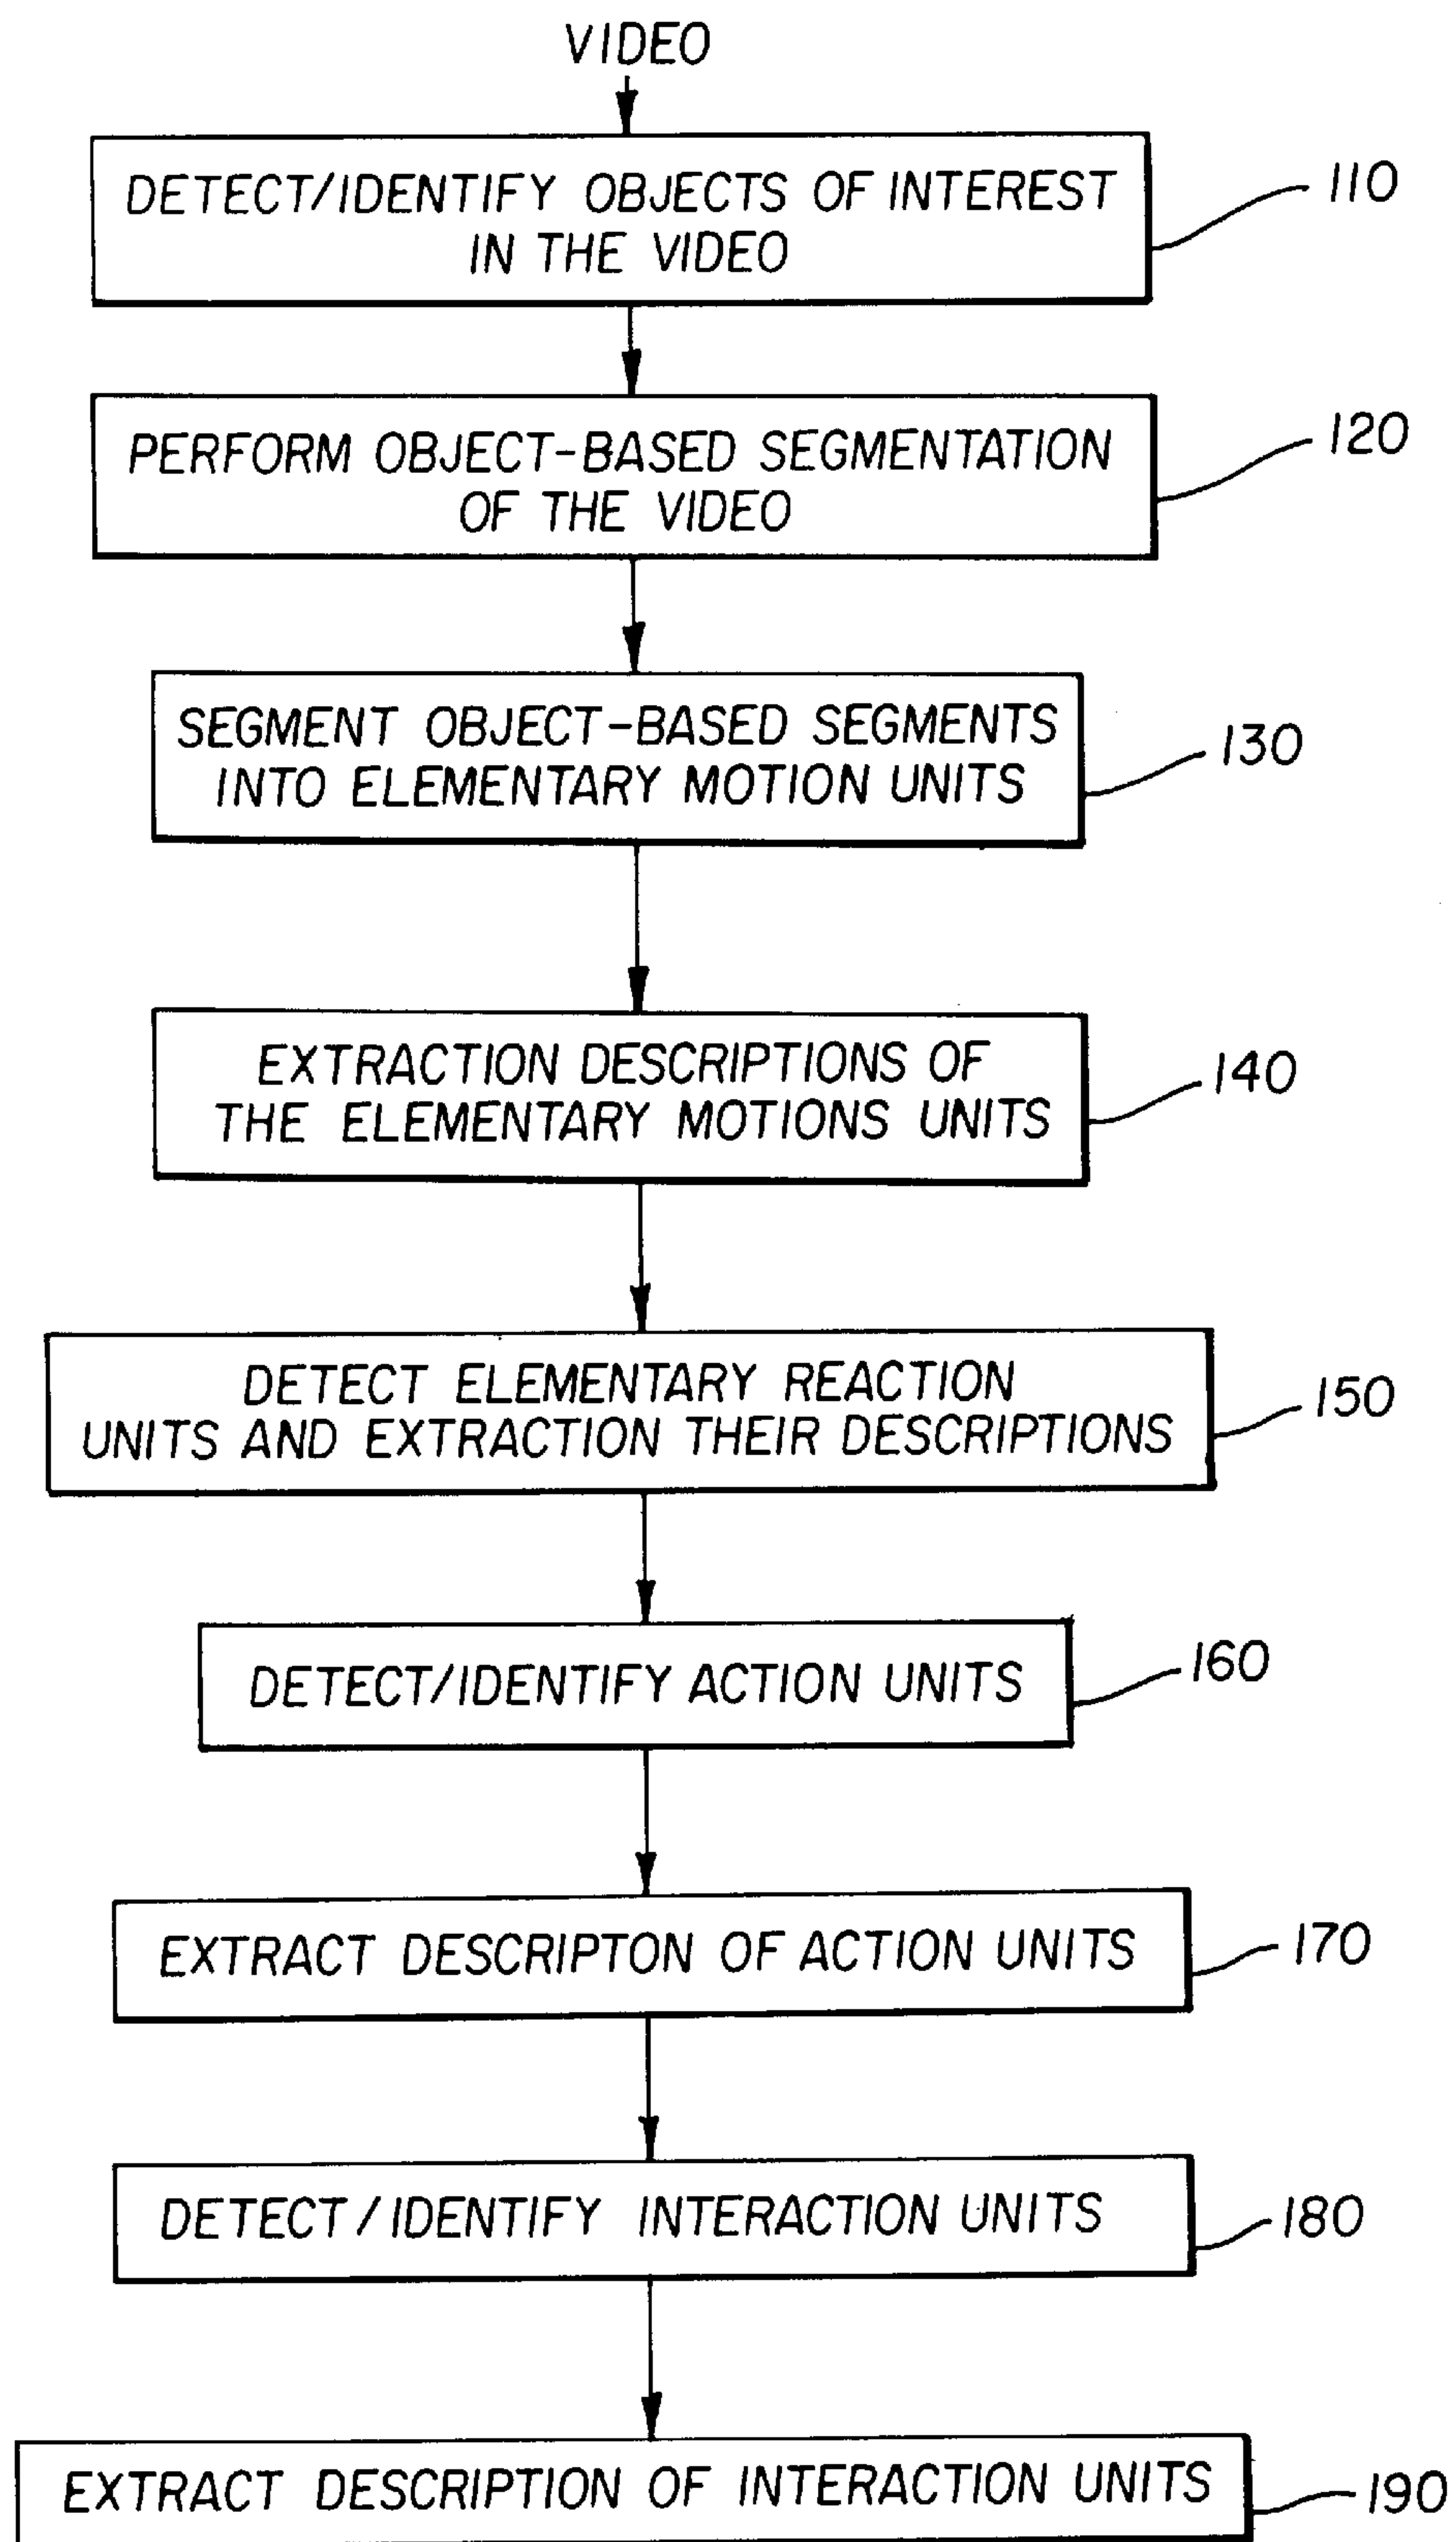 VIDEO
DETECT/IDENTIFY OBJECTS OF INTEREST
IN THE VIDEO
110
PERFORM OBJECT-BASED SEGMENTATION
OF THE VIDEO
120
SEGMENT OBJECT-BASED SEGMENTS
INTO ELEMENTARY MOTION UNITS
130
EXTRACTION DESCRIPTIONS OF
THE ELEMENTARY MOTIONS UNITS
140
DETECT ELEMENTARY REACTION
UNITS AND EXTRACTION THEIR DESCRIPTIONS
150
DETECT/IDENTIFY ACTION UNITS
160
EXTRACT DESCRIPTON OF ACTION UNITS
170
DETECT/IDENTIFY INTERACTION UNITS
180
EXTRACT DESCRIPTION OF INTERACTION UNITS
190